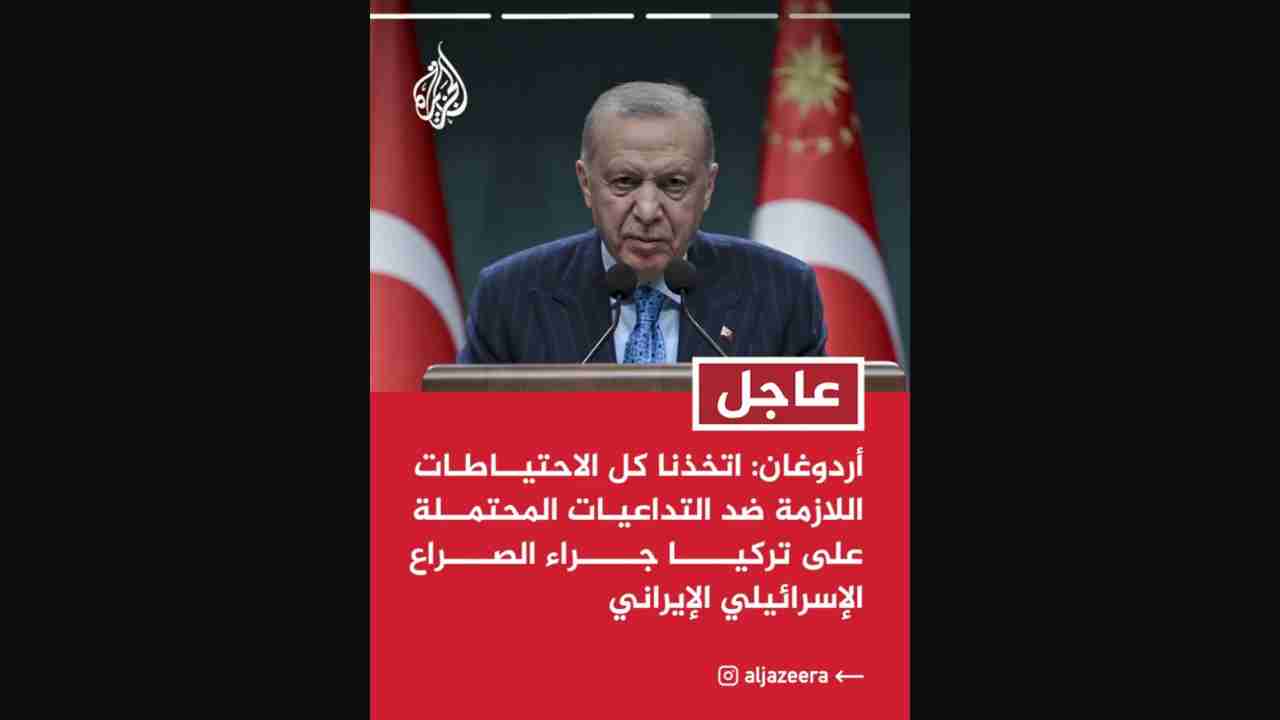 الجزيرة
عاجل
أردوغان: اتخذنا كل الاحتياطات
اللازمة ضد التداعيات المحتملة
على تركيا جراء الصراع
الإسرائيلي الإيراني
aljazeera